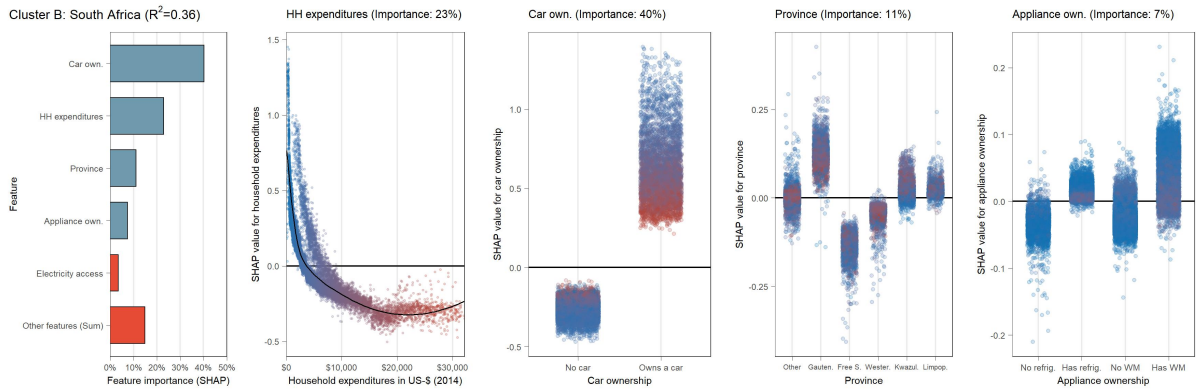 Cluster B: South Africa (R²=0.36)
Feature
Car own.
HH expenditures
Province
Appliance own.
Electricity access
Other features (Sum)
0% 10% 20% 30% 40% 50%
Feature importance (SHAP)
HH expenditures (Importance: 23%)
SHAP value for household expenditures
1.5
1.0
0.5
0.0
-0.5
$0 $10,000 $20,000 $30,000
Household expenditures in US-$ (2014)
Car own. (Importance: 40%)
SHAP value for car ownership
1.0
0.5
0.0
-0.5
No car Owns a car
Car ownership
Province (Importance: 11%)
SHAP value for province
0.25
0.00
-0.25
Other Gauten. Free S. Wester. Kwazul. Limpop.
Province
Appliance own. (Importance: 7%)
SHAP value for appliance ownership
0.2
0.1
0.0
-0.1
-0.2
No refrig. Has refrig. No WM Has WM
Appliance ownership